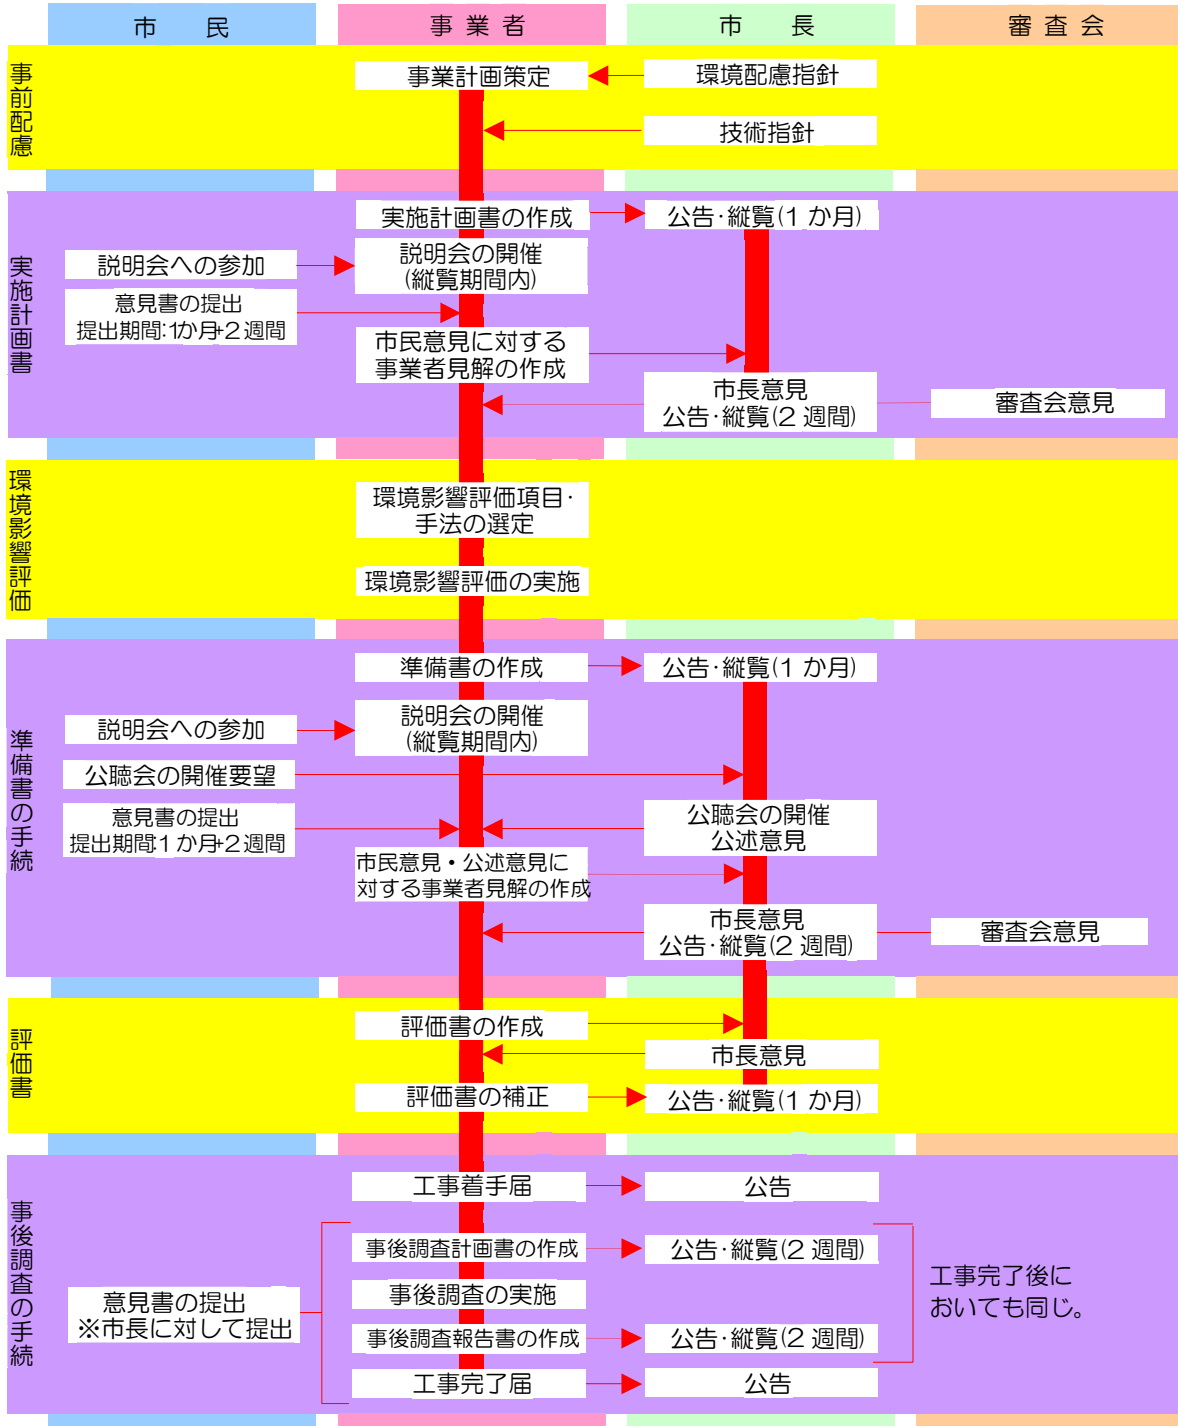 市　　民
事 業 者
市　　長
審 査 会
事前配慮
事業計画策定
環境配慮指針
技術指針
実施計画書
実施計画書の作成
公告・縦覧(1 か月)
説明会への参加
説明会の開催
(縦覧期間内)
意見書の提出
提出期間:1か月+2 週間
市民意見に対する
事業者見解の作成
市長意見
公告・縦覧(2 週間)
審査会意見
環境影響評価
環境影響評価項目・
手法の選定
環境影響評価の実施
準備書の手続
準備書の作成
公告・縦覧(1 か月)
説明会への参加
説明会の開催
(縦覧期間内)
公聴会の開催要望
意見書の提出
提出期間:1 か月+2 週間
公聴会の開催
公述意見
市民意見・公述意見に
対する事業者見解の作成
市長意見
公告・縦覧(2 週間)
審査会意見
評価書
評価書の作成
市長意見
評価書の補正
公告・縦覧(1 か月)
事後調査の手続
工事着手届
公告
事後調査計画書の作成
公告・縦覧(2 週間)
意見書の提出
※市長に対して提出
事後調査の実施
事後調査報告書の作成
公告・縦覧(2 週間)
工事完了届
公告
工事完了後に
おいても同じ。